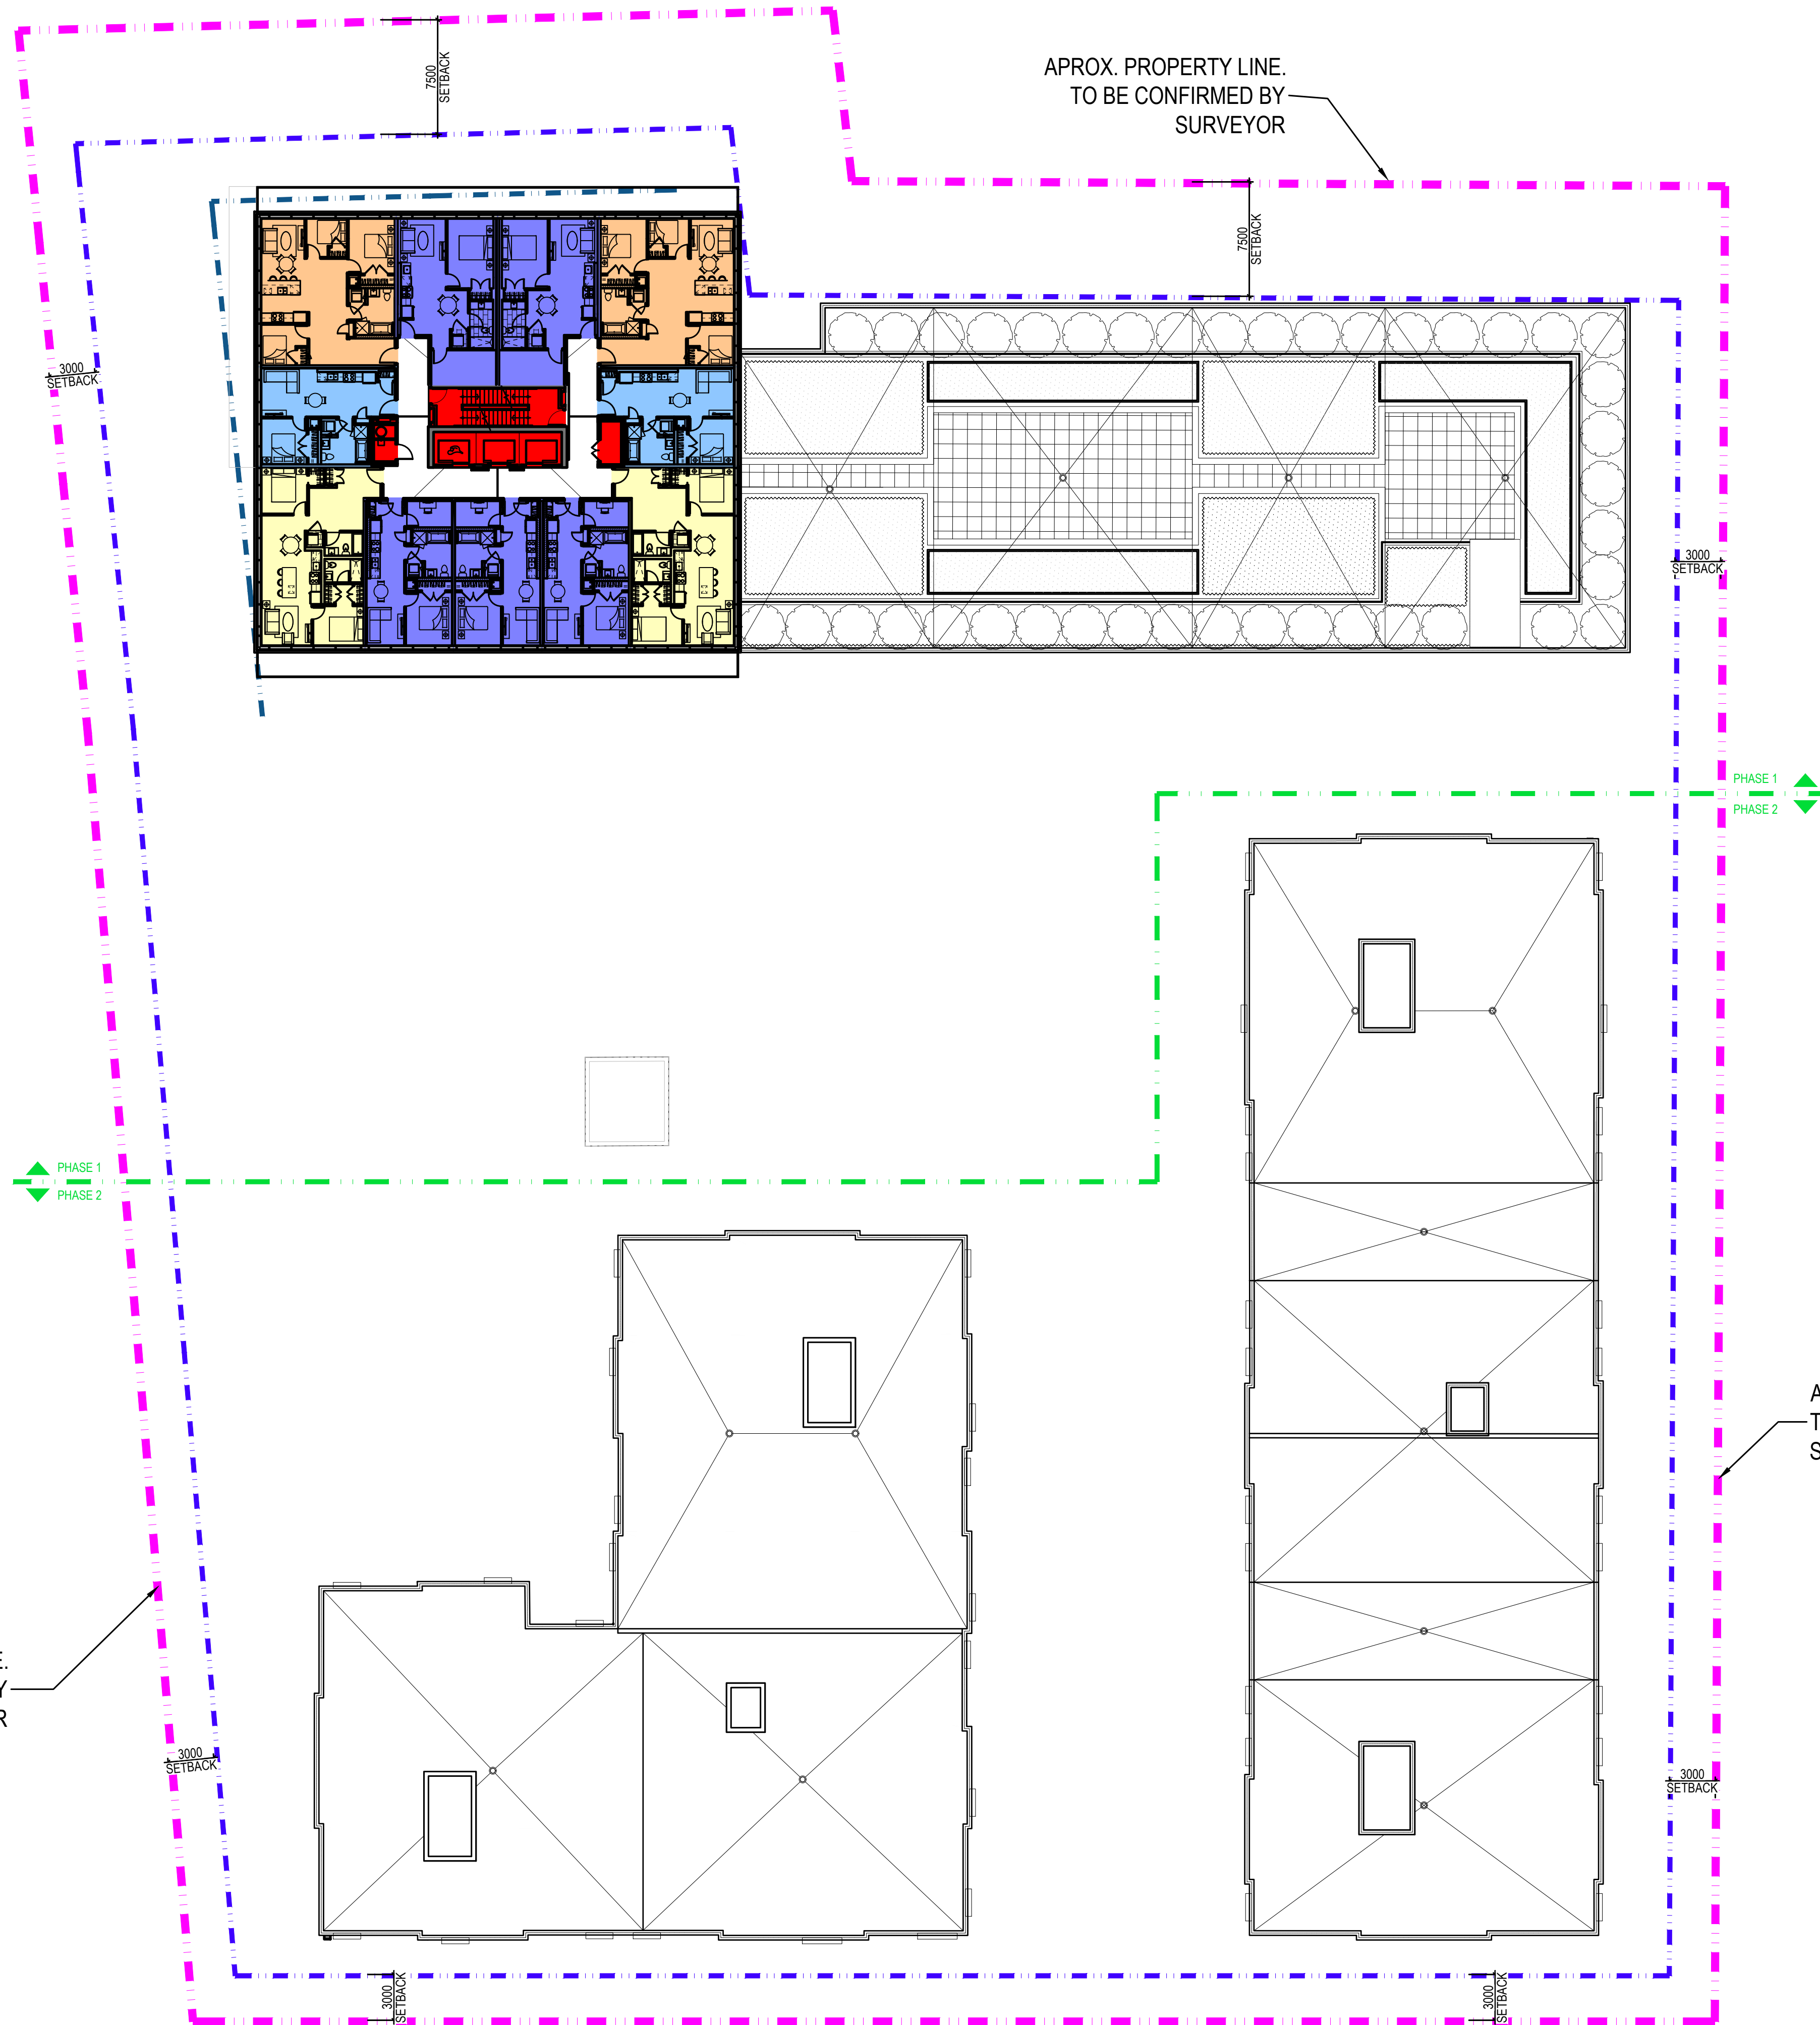 7500
SETBACK
APROX. PROPERTY LINE.
TO BE CONFIRMED BY
SURVEYOR
7500
SETBACK
3000
SETBACK
3000
SETBACK
PHASE 1
PHASE 2
PHASE 1
PHASE 2
A
T
S
E.
Y
R
3000
SETBACK
3000
SETBACK
3000
SETBACK
3000
SETBACK